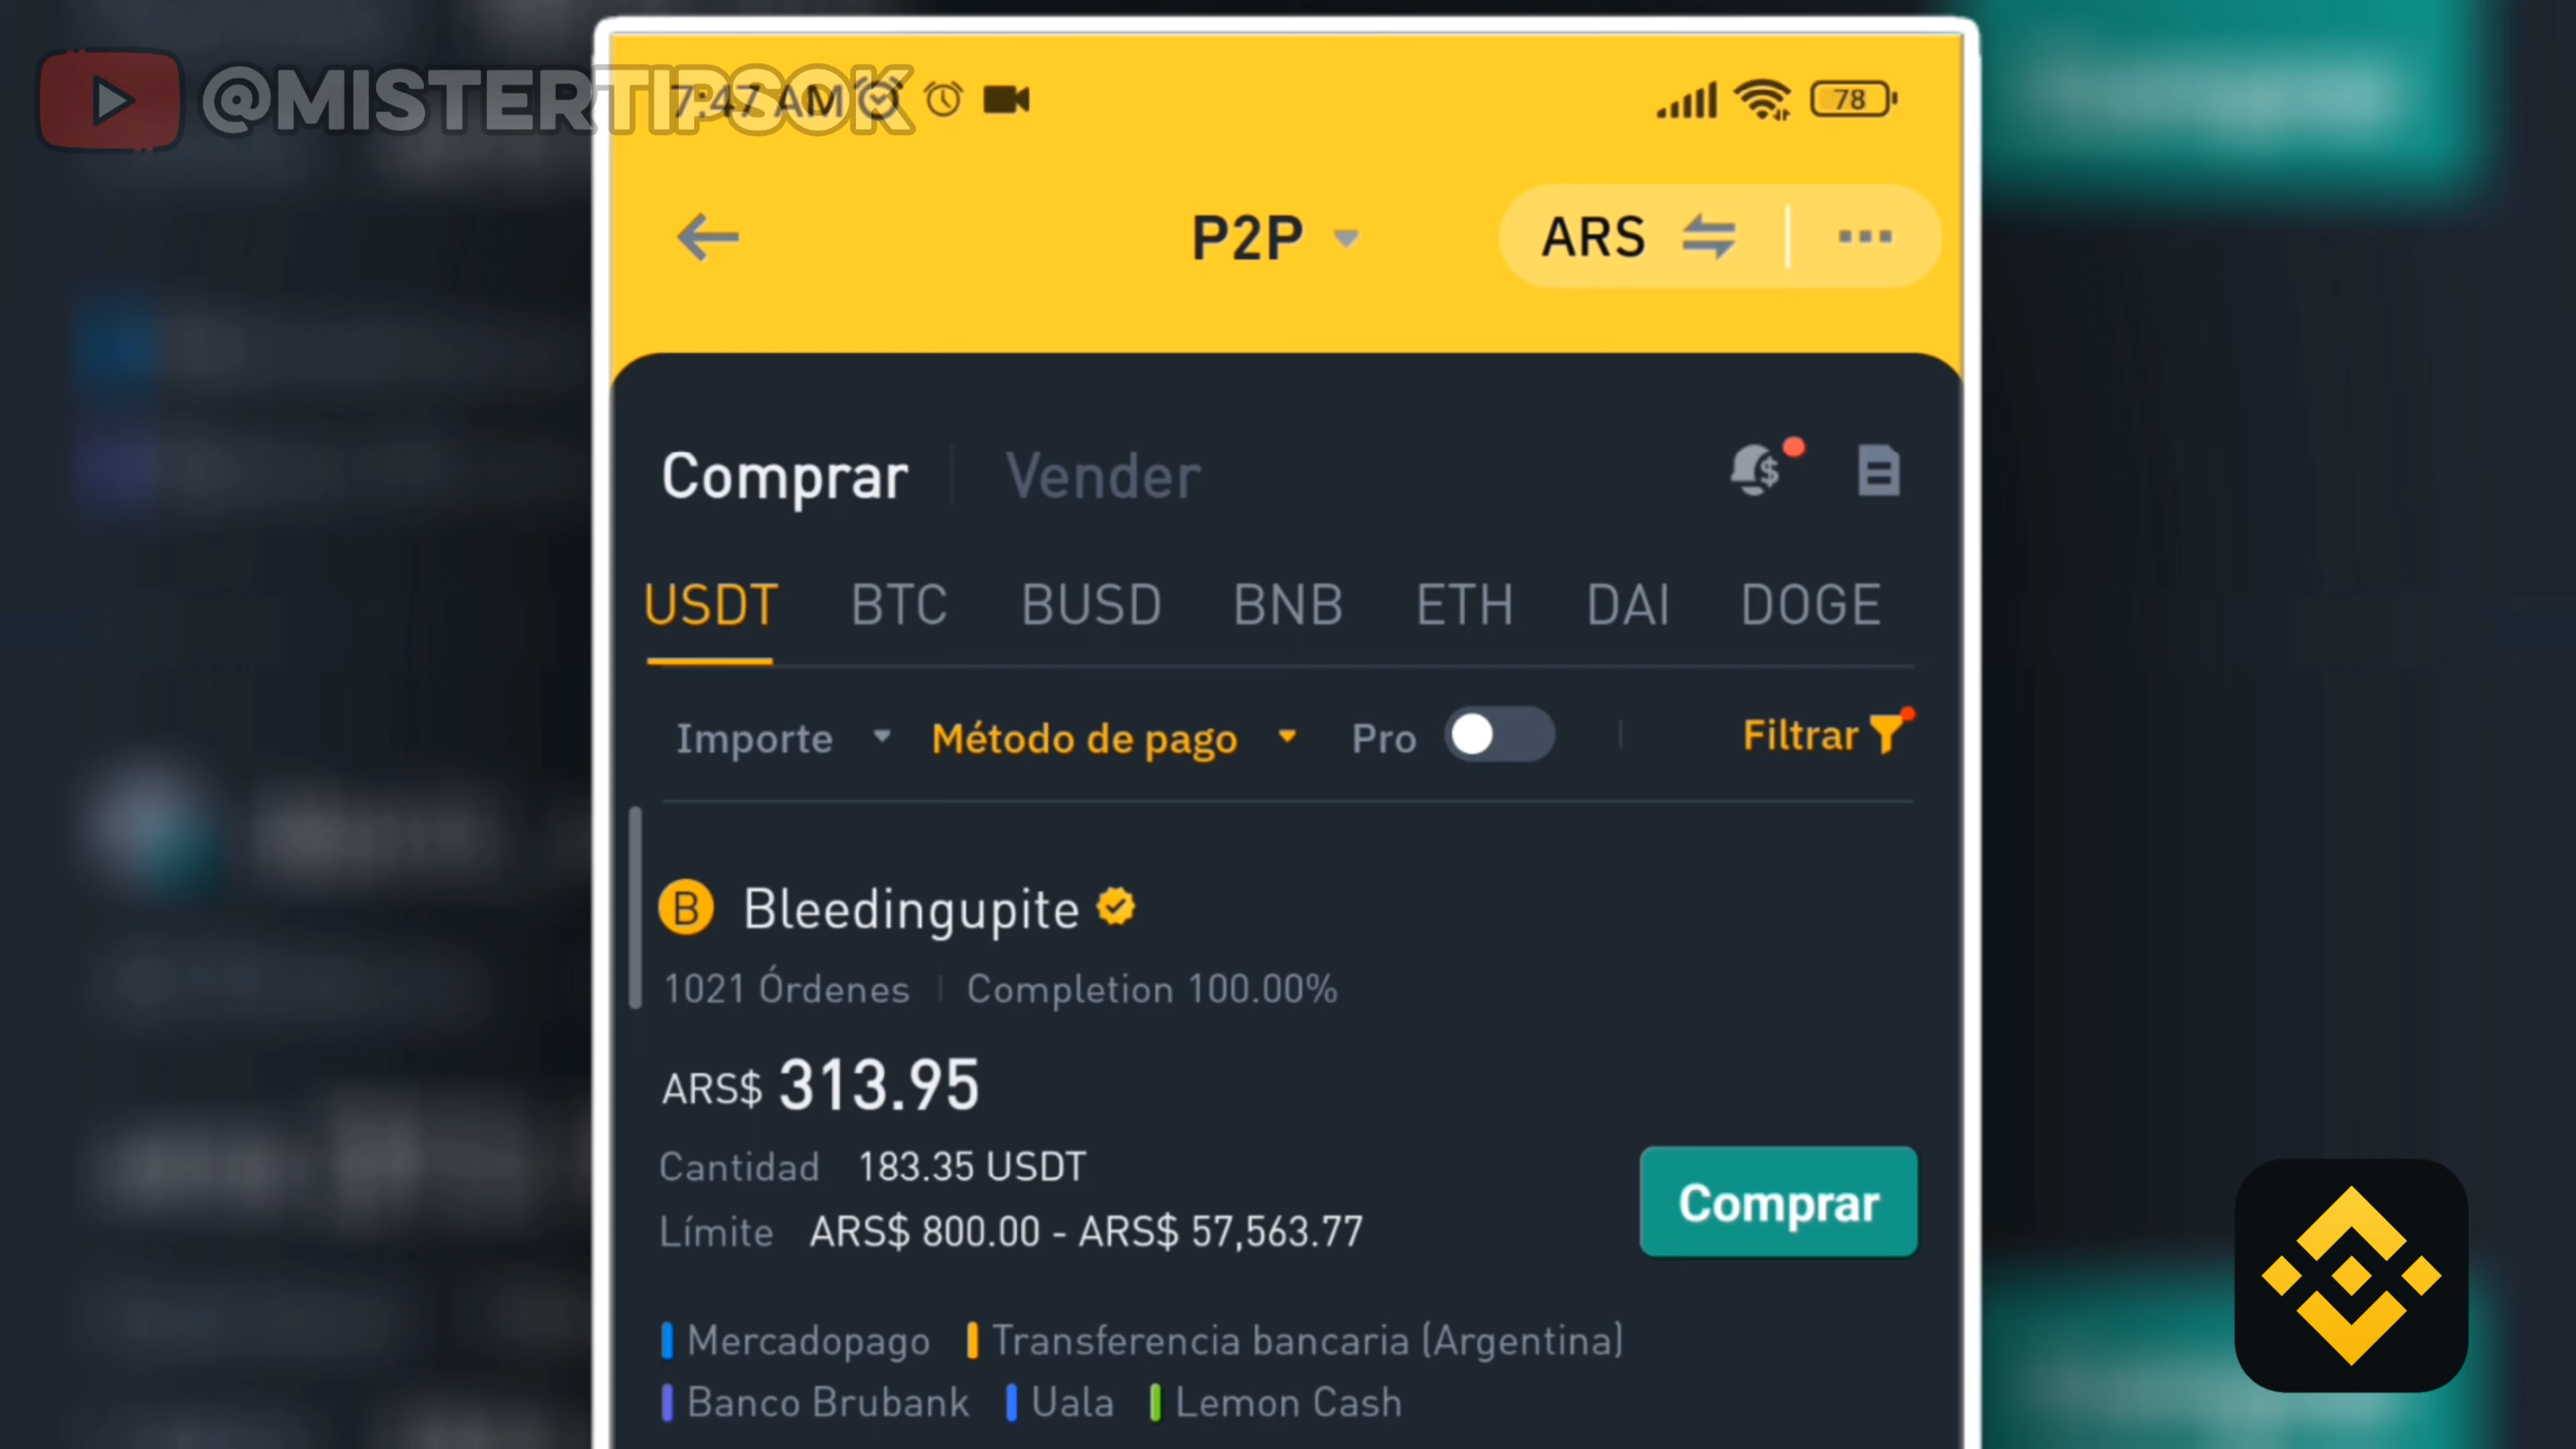 @MISTERTIPSOK
7:47 AM
78
P2P
ARS
Comprar Vender
USDT BTC BUSD BNB ETH DAI DOGE
Importe Método de pago Pro Filtrar
B Bleedingupite
1021 Órdenes Completion 100.00%
ARS$ 313.95
Cantidad 183.35 USDT
Límite ARS$ 800.00 - ARS$ 57,563.77
Comprar
Mercadopago Transferencia bancaria (Argentina)
Banco Brubank Uala Lemon Cash